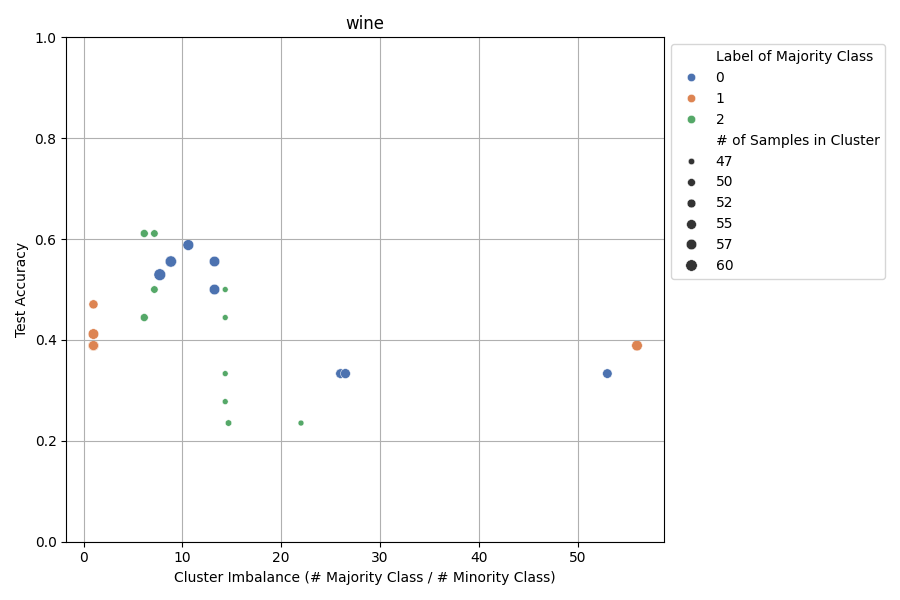 wine
1.0
0.8
0.6
0.4
0.2
0.0
Test Accuracy
0 10 20 30 40 50
Cluster Imbalance (# Majority Class / # Minority Class)
Label of Majority Class
0
1
2
# of Samples in Cluster
47
50
52
55
57
60